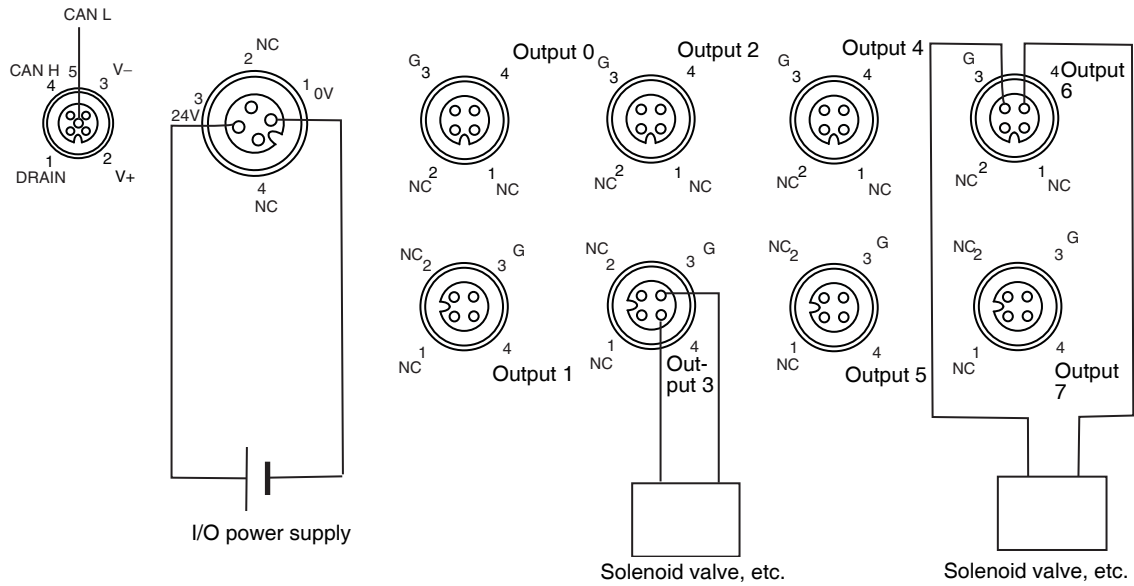 CAN L
CAN H
5
V–
4
3
1
2
DRAIN
V+
NC
2
3
1
0V
24V
4
NC
I/O power supply
G
3
Output 0
4
NC
2
1
NC
G
3
Output 2
4
NC
2
1
NC
G
3
Output 4
4
NC
2
1
NC
G
3
4
Output
6
NC
2
1
NC
NC
2
G
3
1
NC
4
Output 1
NC
2
G
3
1
NC
4
Out-
put 3
NC
2
G
3
1
NC
4
Output 5
NC
2
G
3
1
NC
4
Output
7
Solenoid valve, etc.
Solenoid valve, etc.